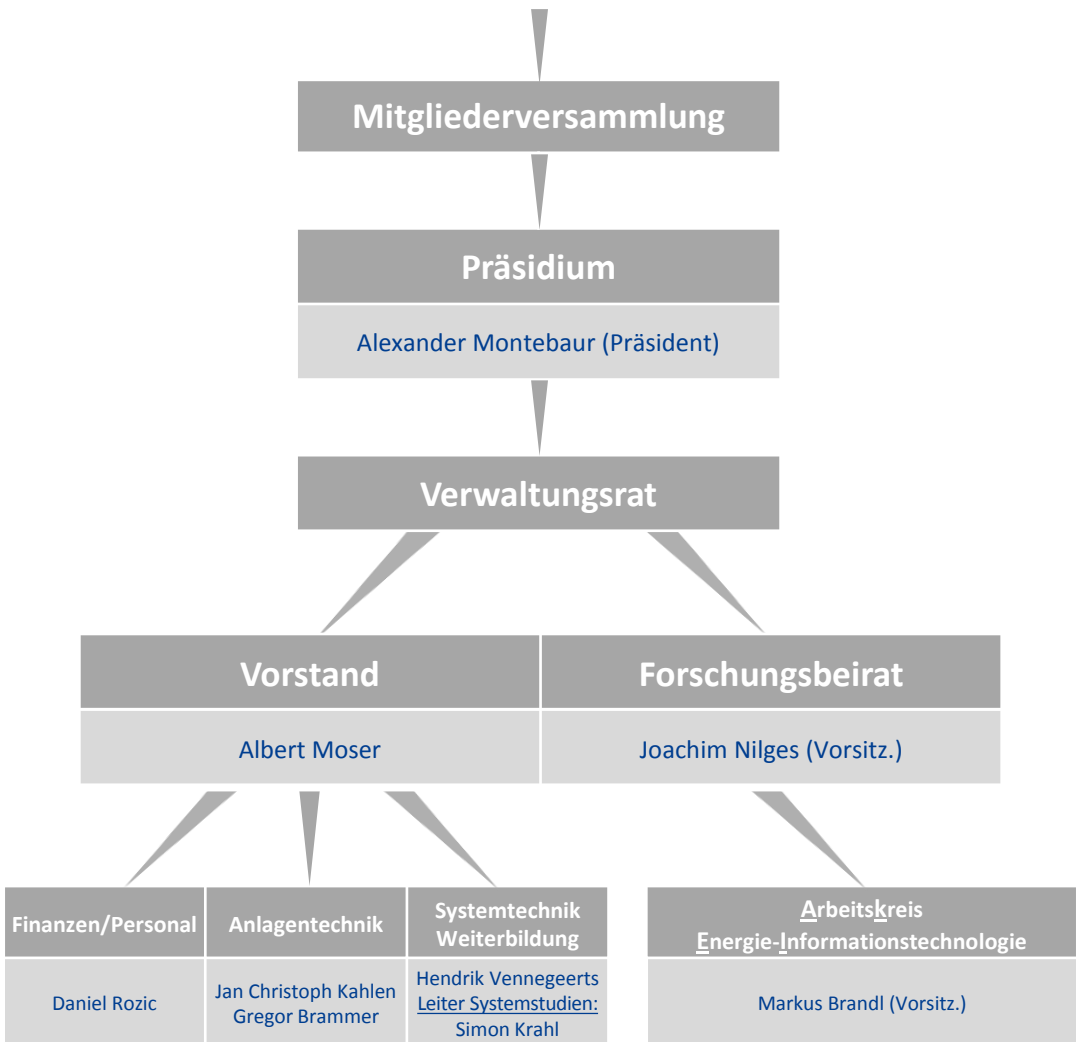 Mitgliederversammlung
Präsidium
Alexander Montebaur (Präsident)
Verwaltungsrat
Vorstand
Forschungsbeirat
Albert Moser
Joachim Nilges (Vorsitz.)
Finanzen/Personal
Anlagentechnik
Systemtechnik
Weiterbildung
Arbeitskreis
Energie-Informationstechnologie
Daniel Rozic
Jan Christoph Kahlen
Gregor Brammer
Hendrik Vennegeerts
Leiter Systemstudien:
Simon Krahl
Markus Brandl (Vorsitz.)